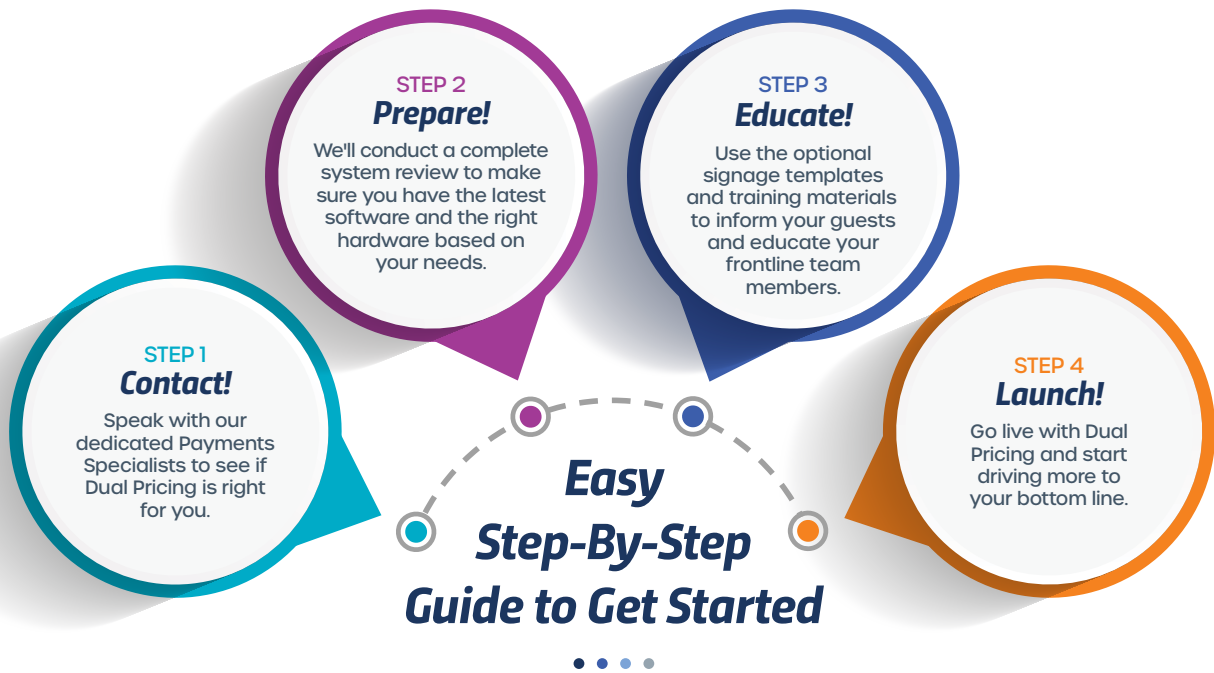 STEP 1
Contact!
Speak with our
dedicated Payments
Specialists to see if
Dual Pricing is right
for you.
STEP 2
Prepare!
We'll conduct a complete
system review to make
sure you have the latest
software and the right
hardware based on
your needs.
STEP 3
Educate!
Use the optional
signage templates
and training materials
to inform your guests
and educate your
frontline team
members.
STEP 4
Launch!
Go live with Dual
Pricing and start
driving more to
your bottom line.
Easy
Step-By-Step
Guide to Get Started